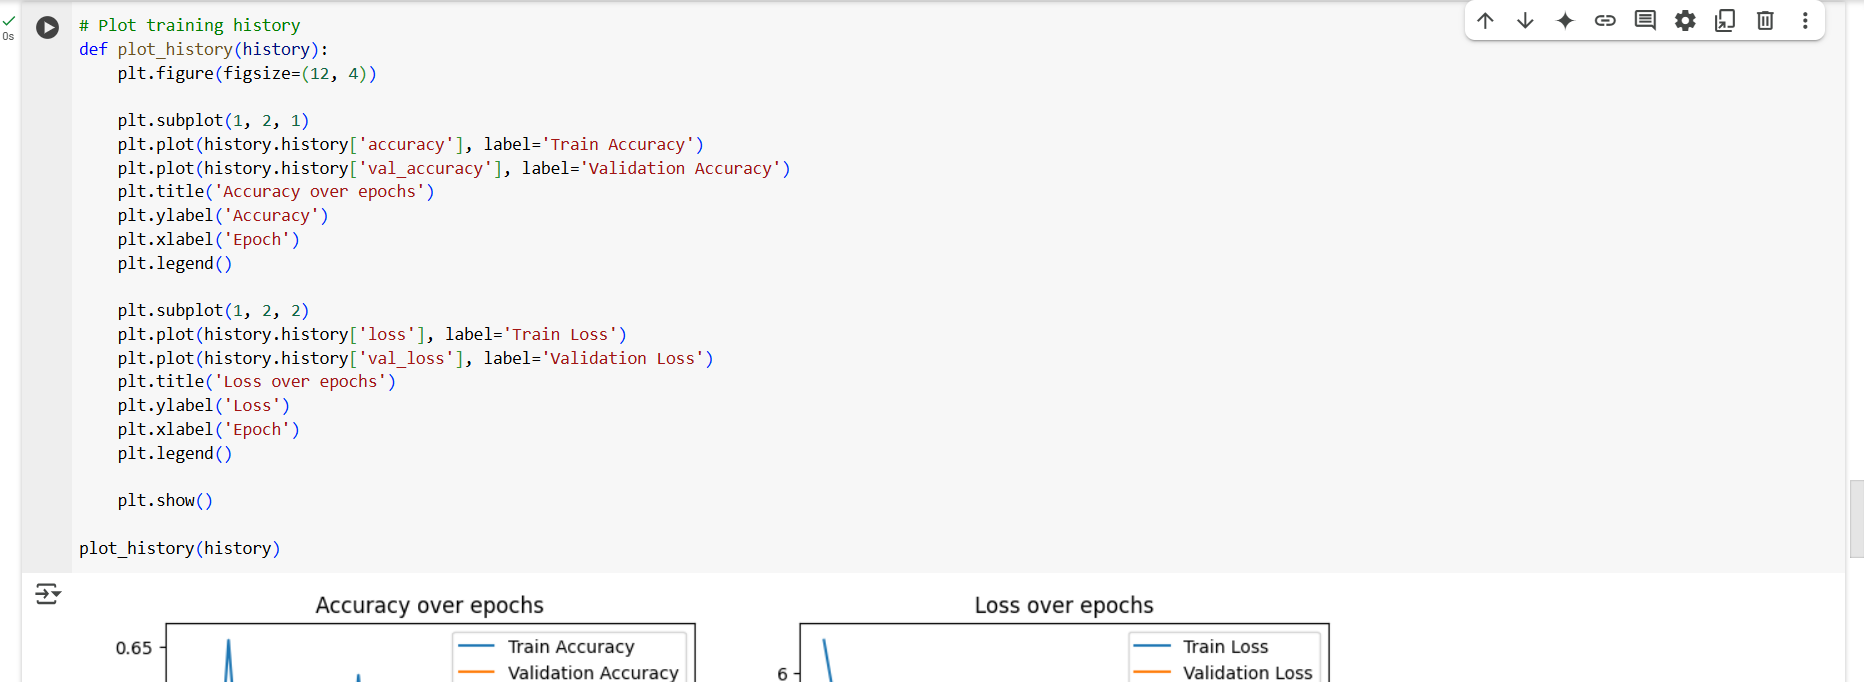 # Plot training history
0s
def plot_history(history):
    plt.figure(figsize=(12, 4))

    plt.subplot(1, 2, 1)
    plt.plot(history.history['accuracy'], label='Train Accuracy')
    plt.plot(history.history['val_accuracy'], label='Validation Accuracy')
    plt.title('Accuracy over epochs')
    plt.ylabel('Accuracy')
    plt.xlabel('Epoch')
    plt.legend()

    plt.subplot(1, 2, 2)
    plt.plot(history.history['loss'], label='Train Loss')
    plt.plot(history.history['val_loss'], label='Validation Loss')
    plt.title('Loss over epochs')
    plt.ylabel('Loss')
    plt.xlabel('Epoch')
    plt.legend()

    plt.show()

plot_history(history)
Accuracy over epochs
0.65
Train Accuracy
Validation Accuracy
Loss over epochs
6
Train Loss
Validation Loss